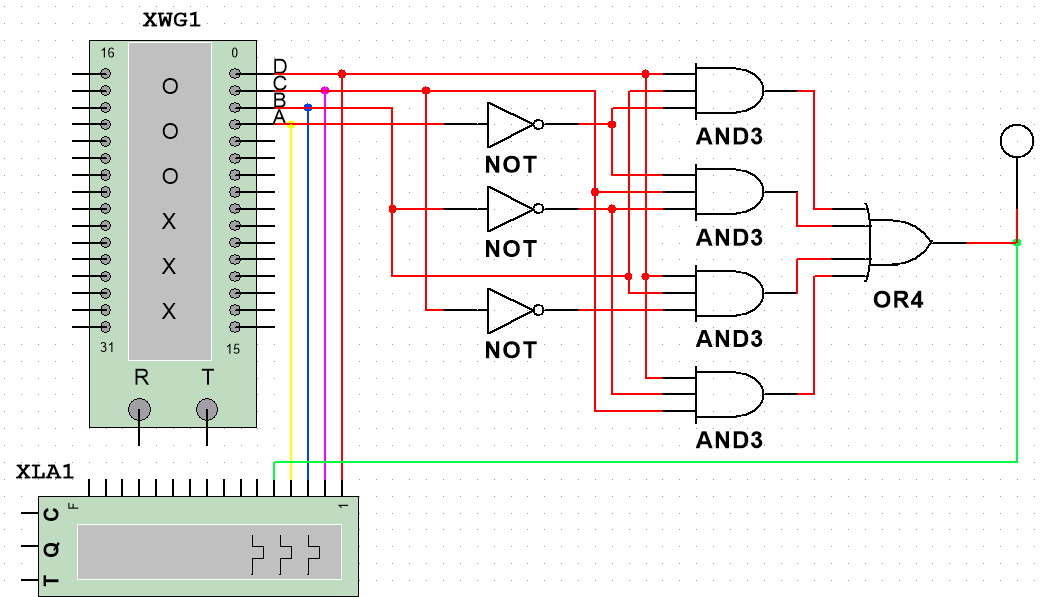 XWG1
16 0
D
O C
B
A
O
NOT AND3
O
X
NOT AND3
X
OR4
X
NOT AND3
31 15
R T
AND3
XLA1
F 1
C
Q
T